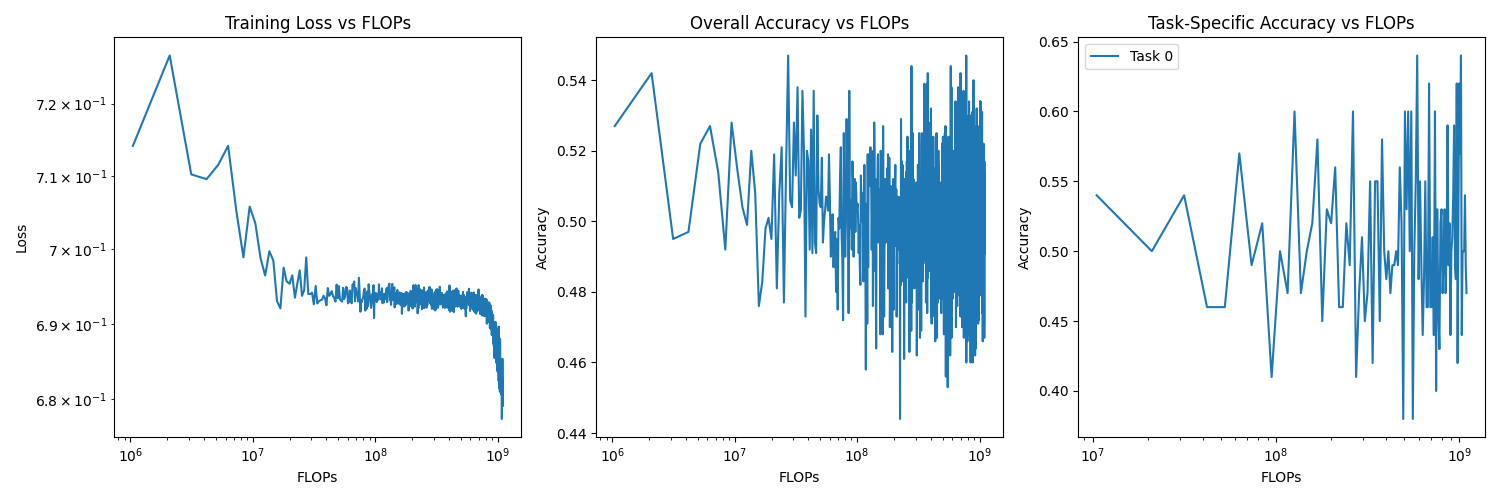 Training Loss vs FLOPs
Loss
7.2 × 10⁻¹
7.1 × 10⁻¹
7 × 10⁻¹
6.9 × 10⁻¹
6.8 × 10⁻¹
10⁶ 10⁷ 10⁸ 10⁹
FLOPs
Overall Accuracy vs FLOPs
Accuracy
0.54
0.52
0.50
0.48
0.46
0.44
10⁶ 10⁷ 10⁸ 10⁹
FLOPs
Task-Specific Accuracy vs FLOPs
Task 0
Accuracy
0.65
0.60
0.55
0.50
0.45
0.40
10⁷ 10⁸ 10⁹
FLOPs